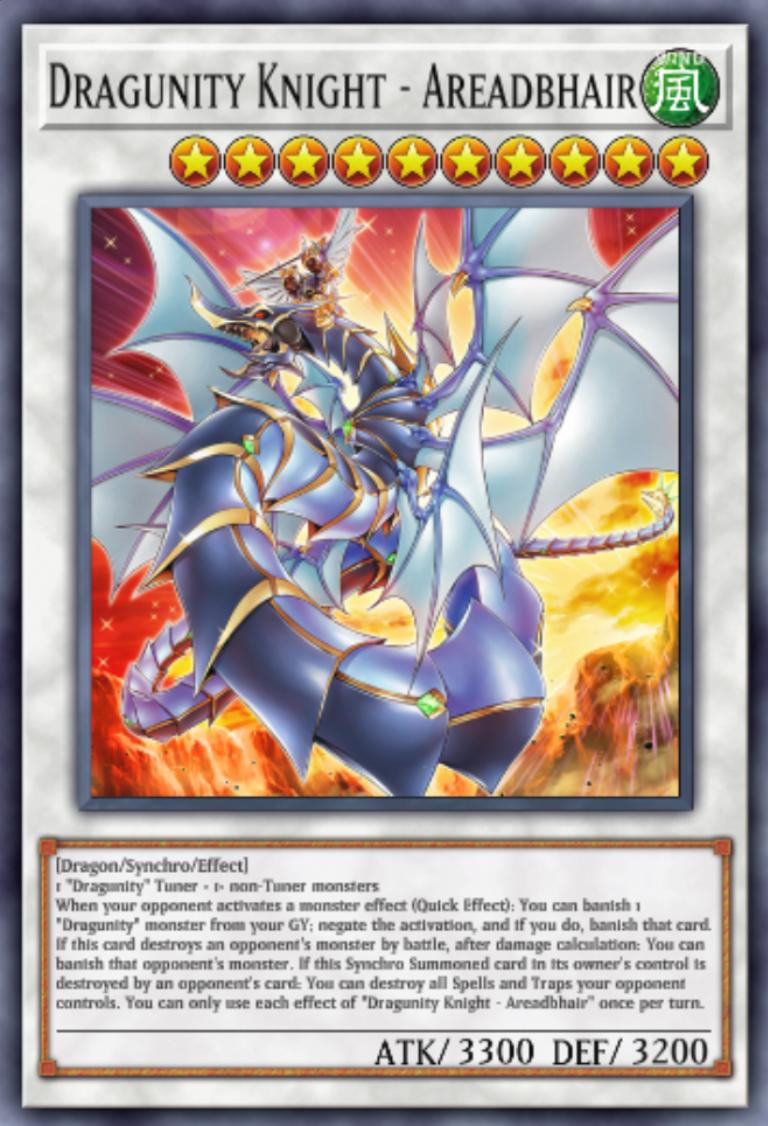 DRAGUNITY KNIGHT - AREADBHAIR
WIND
風
[Dragon/Synchro/Effect]
1 "Dragunity" Tuner + 1+ non-Tuner monsters
When your opponent activates a monster effect (Quick Effect): You can banish 1
"Dragunity" monster from your GY; negate the activation, and if you do, banish that card.
If this card destroys an opponent's monster by battle, after damage calculation: You can
banish that opponent's monster. If this Synchro Summoned card in its owner's control is
destroyed by an opponent's card: You can destroy all Spells and Traps your opponent
controls. You can only use each effect of "Dragunity Knight - Areadbhair" once per turn.
ATK/ 3300 DEF/ 3200